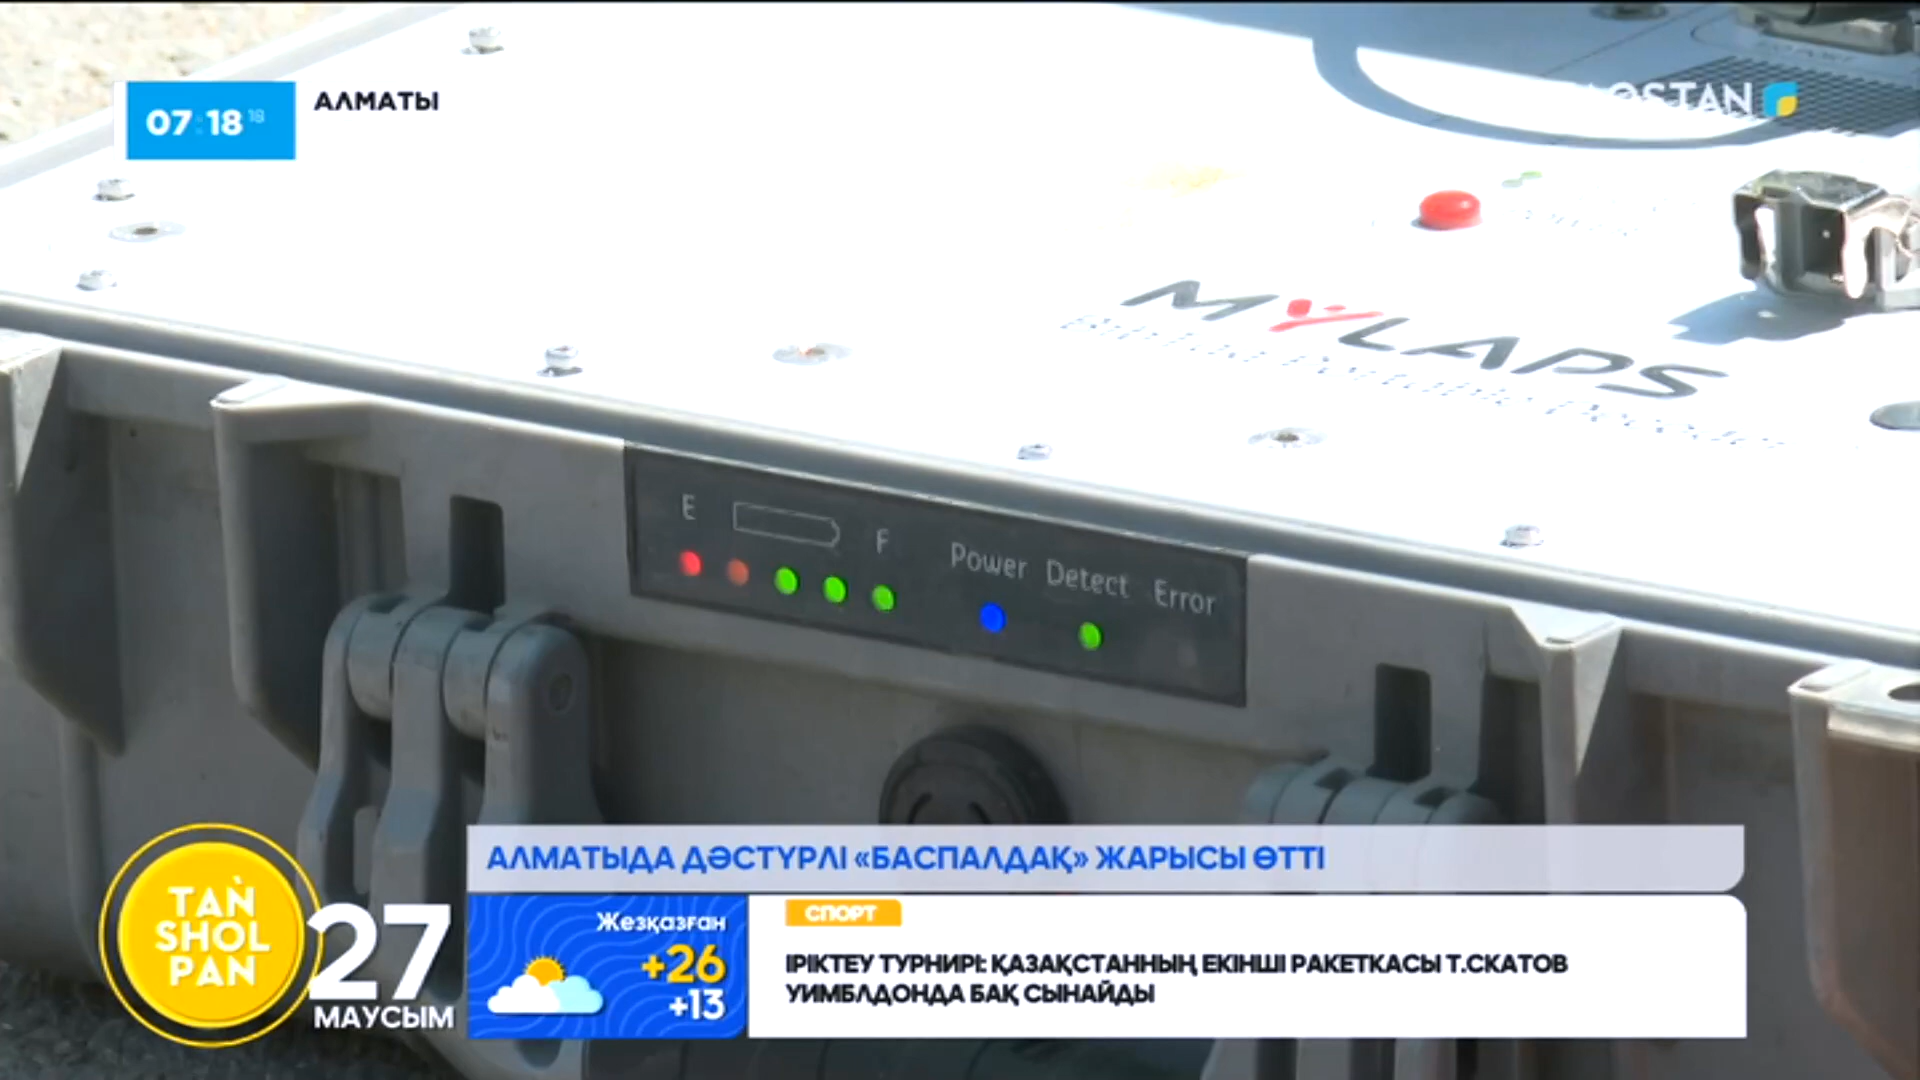 07:18 18
АЛМАТЫ
MYLAPS
E
F
Power Detect Error
АЛМАТЫДА ДӘСТҮРЛІ «БАСПАЛДАҚ» ЖАРЫСЫ ӨТТІ
TAŃ
SHOL
PAN
27
МАУСЫМ
Жезқазған
+26
+13
СПОРТ
ІРІКТЕУ ТУРНИРІ: ҚАЗАҚСТАННЫҢ ЕКІНШІ РАКЕТКАСЫ Т.СКАТОВ
УИМБЛДОНДА БАҚ СЫНАЙДЫ